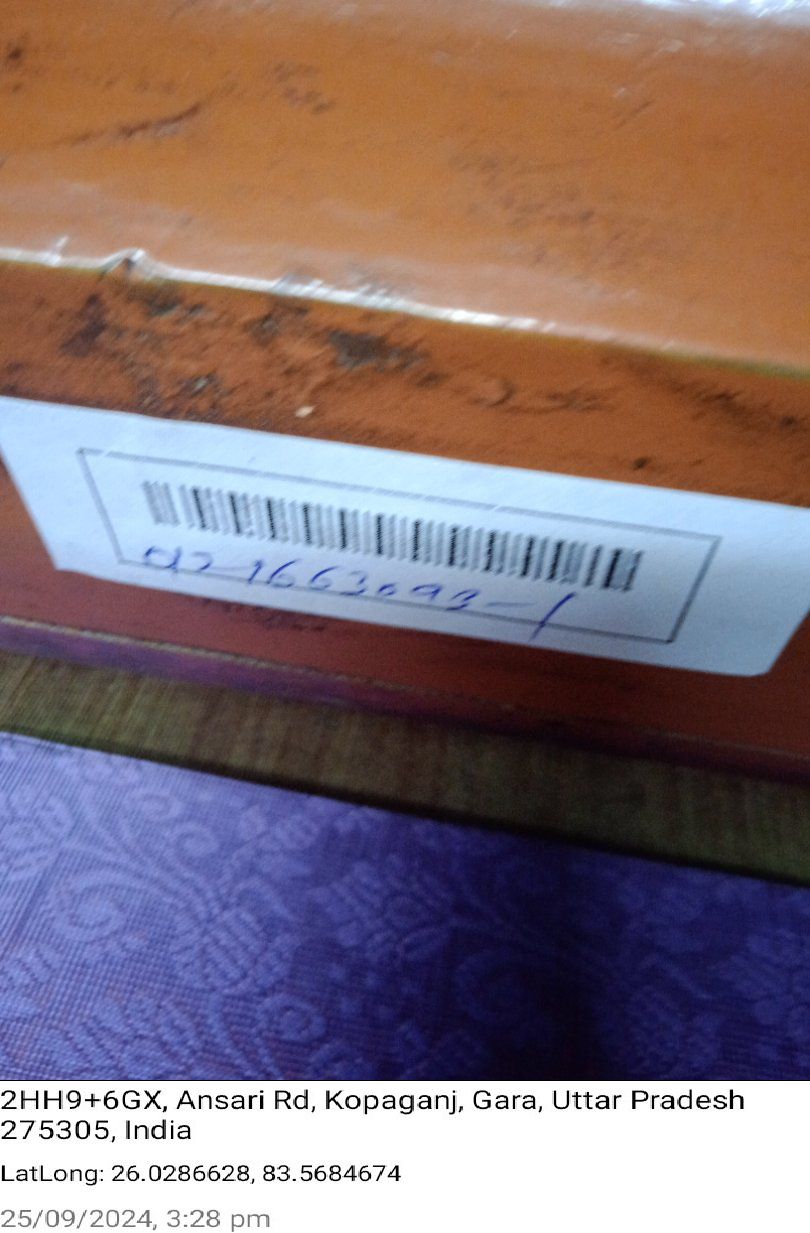 2HH9+6GX, Ansari Rd, Kopaganj, Gara, Uttar Pradesh
275305, India
LatLong: 26.0286628, 83.5684674
25/09/2024, 3:28 pm